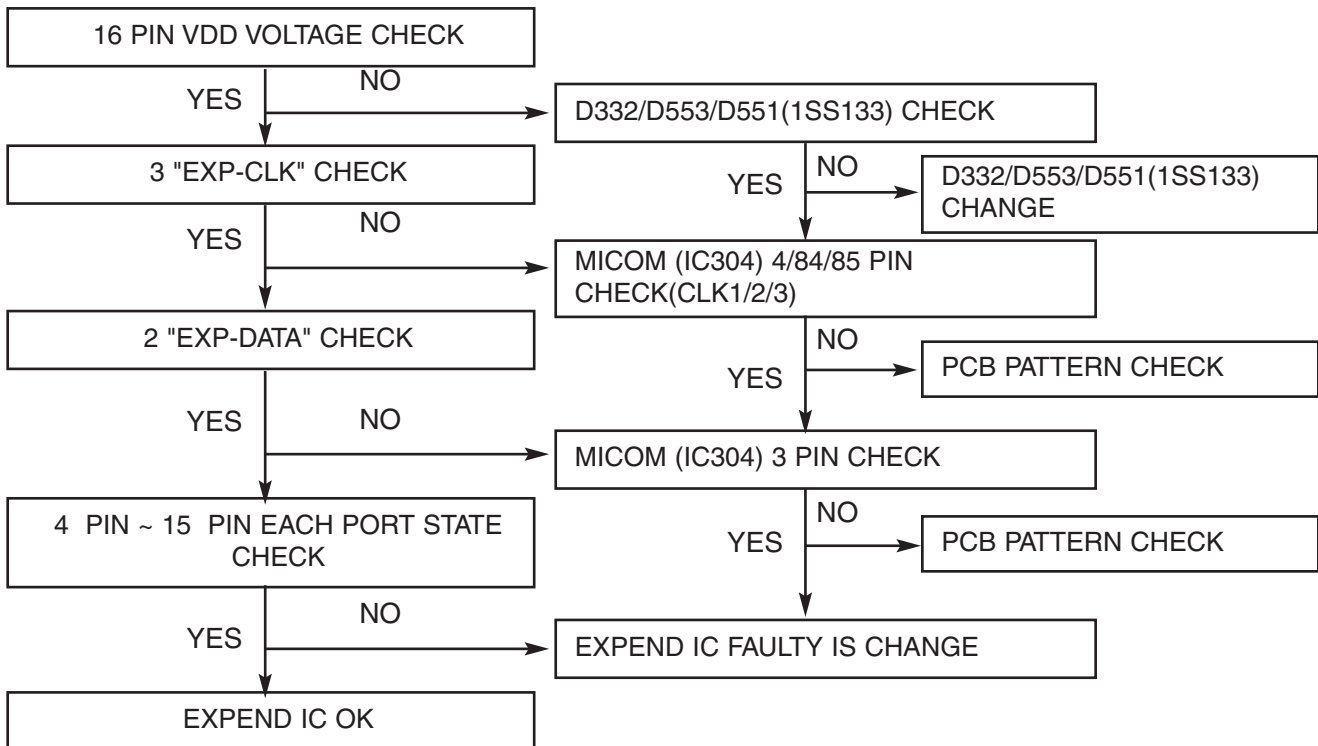 16 PIN VDD VOLTAGE CHECK
NO
YES
D332/D553/D551(1SS133) CHECK
3 "EXP-CLK" CHECK
NO
YES
D332/D553/D551(1SS133)
CHANGE
NO
YES
MICOM (IC304) 4/84/85 PIN
CHECK(CLK1/2/3)
2 "EXP-DATA" CHECK
NO
YES
PCB PATTERN CHECK
NO
YES
MICOM (IC304) 3 PIN CHECK
4 PIN ~ 15 PIN EACH PORT STATE
CHECK
NO
YES
PCB PATTERN CHECK
NO
YES
EXPEND IC FAULTY IS CHANGE
EXPEND IC OK